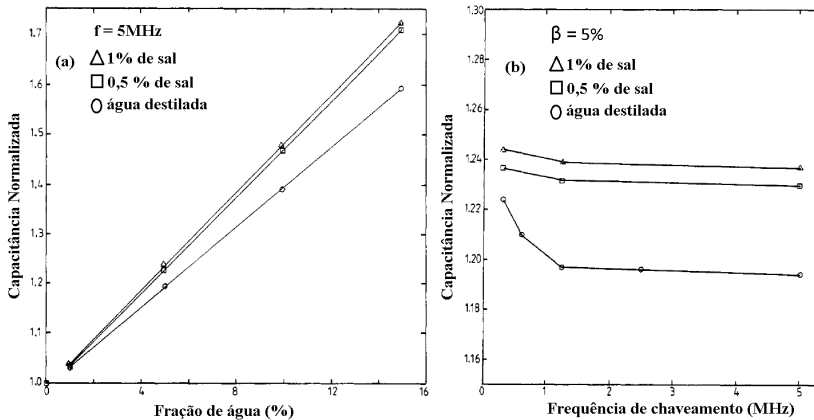 f = 5MHz
(a)
1% de sal
0,5 % de sal
água destilada
Capacitância Normalizada
1.7
1.6
1.5
1.4
1.3
1.2
1.1
1.0
0
4
8
12
16
Fração de água (%)
β = 5%
(b)
1% de sal
0,5 % de sal
água destilada
Capacitância Normalizada
1.30
1.28
1.26
1.24
1.22
1.20
1.18
1.16
1.15
0
1
2
3
4
5
Frequência de chaveamento (MHz)